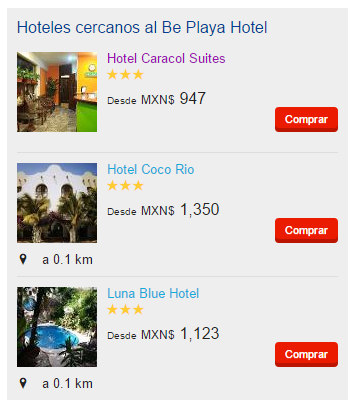 Hoteles cercanos al Be Playa Hotel
Hotel Caracol Suites
Desde MXN$ 947
Comprar
Hotel Coco Rio
Desde MXN$ 1,350
Comprar
a 0.1 km
Luna Blue Hotel
Desde MXN$ 1,123
Comprar
a 0.1 km